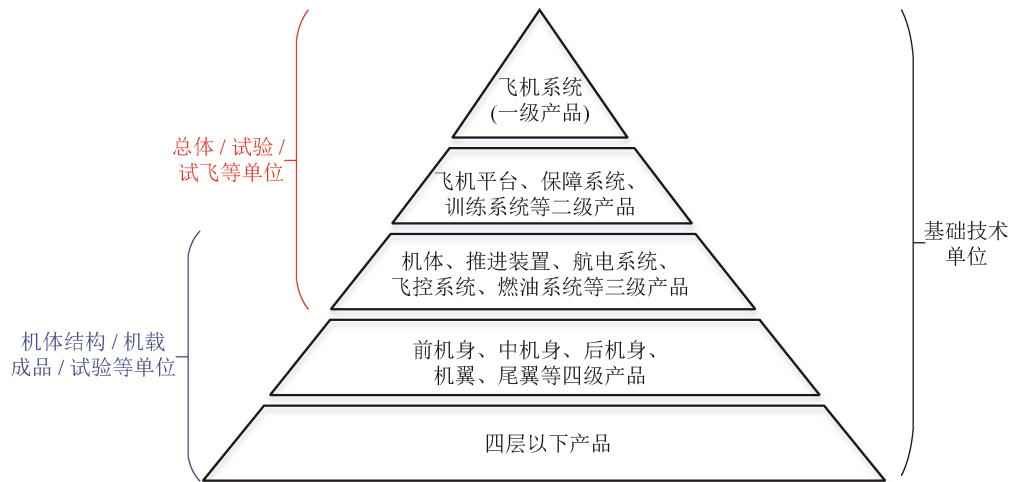 飞机系统
(一级产品)
总体 / 试验 /
试飞等单位
飞机平台、保障系统、
训练系统等二级产品
基础技术
单位
机体、推进装置、航电系统、
飞控系统、燃油系统等三级产品
机体结构 / 机载
成品 / 试验等单位
前机身、中机身、后机身、
机翼、尾翼等四级产品
四层以下产品